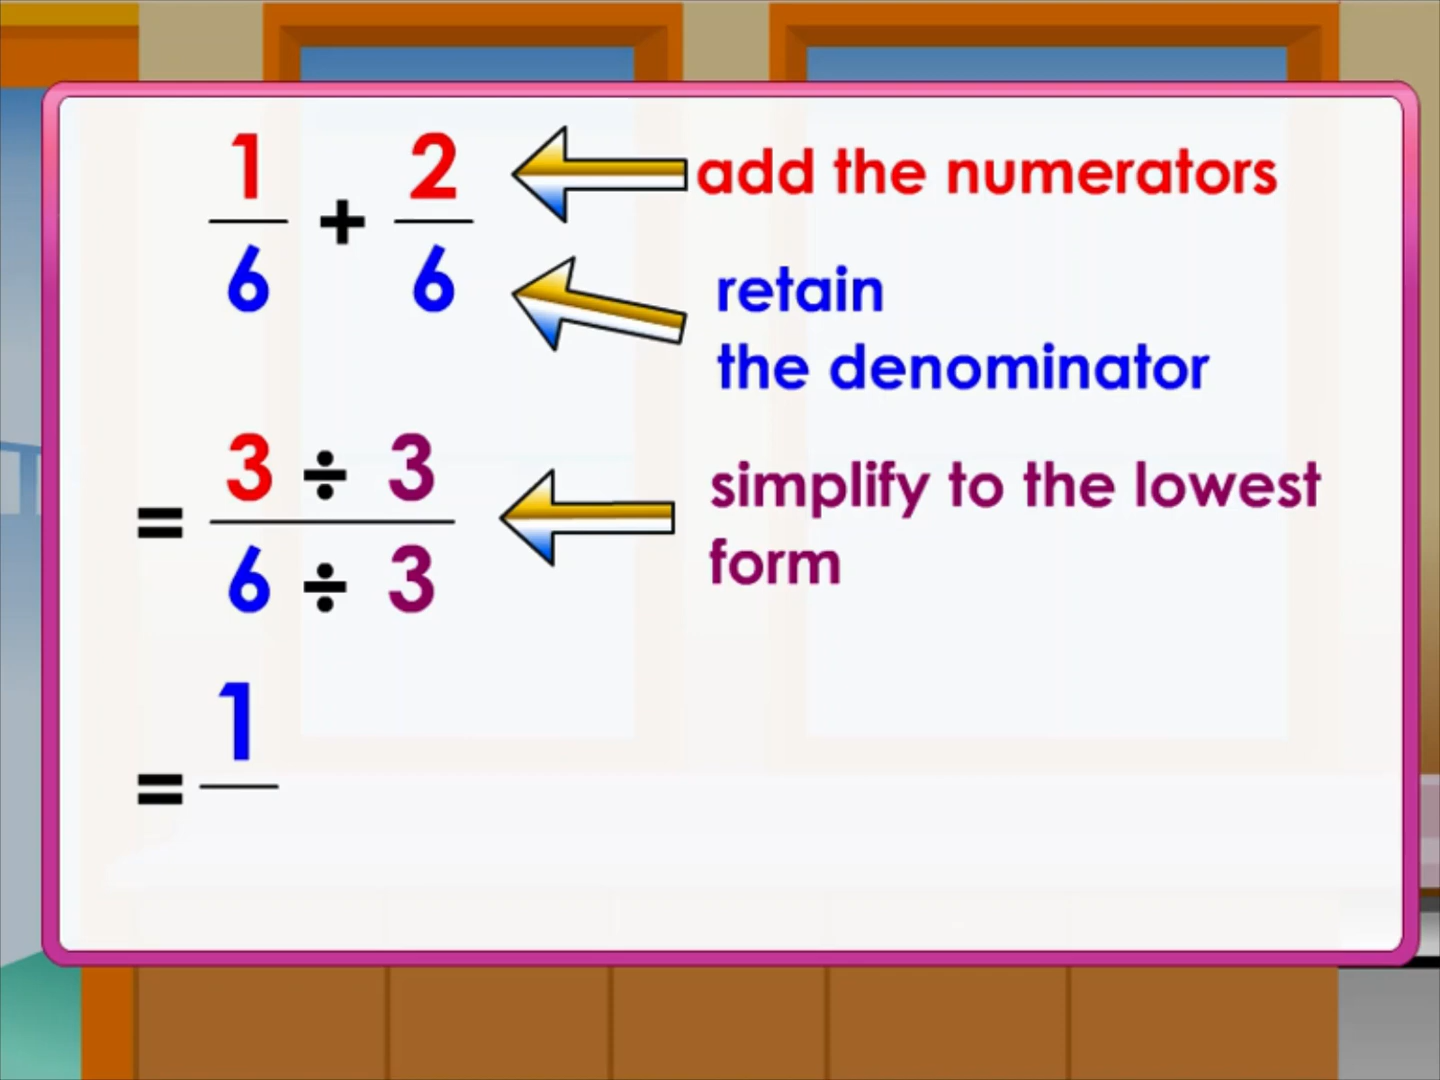 1/6 + 2/6
add the numerators
retain
the denominator
= 3 ÷ 3 / 6 ÷ 3
simplify to the lowest
form
= 1/